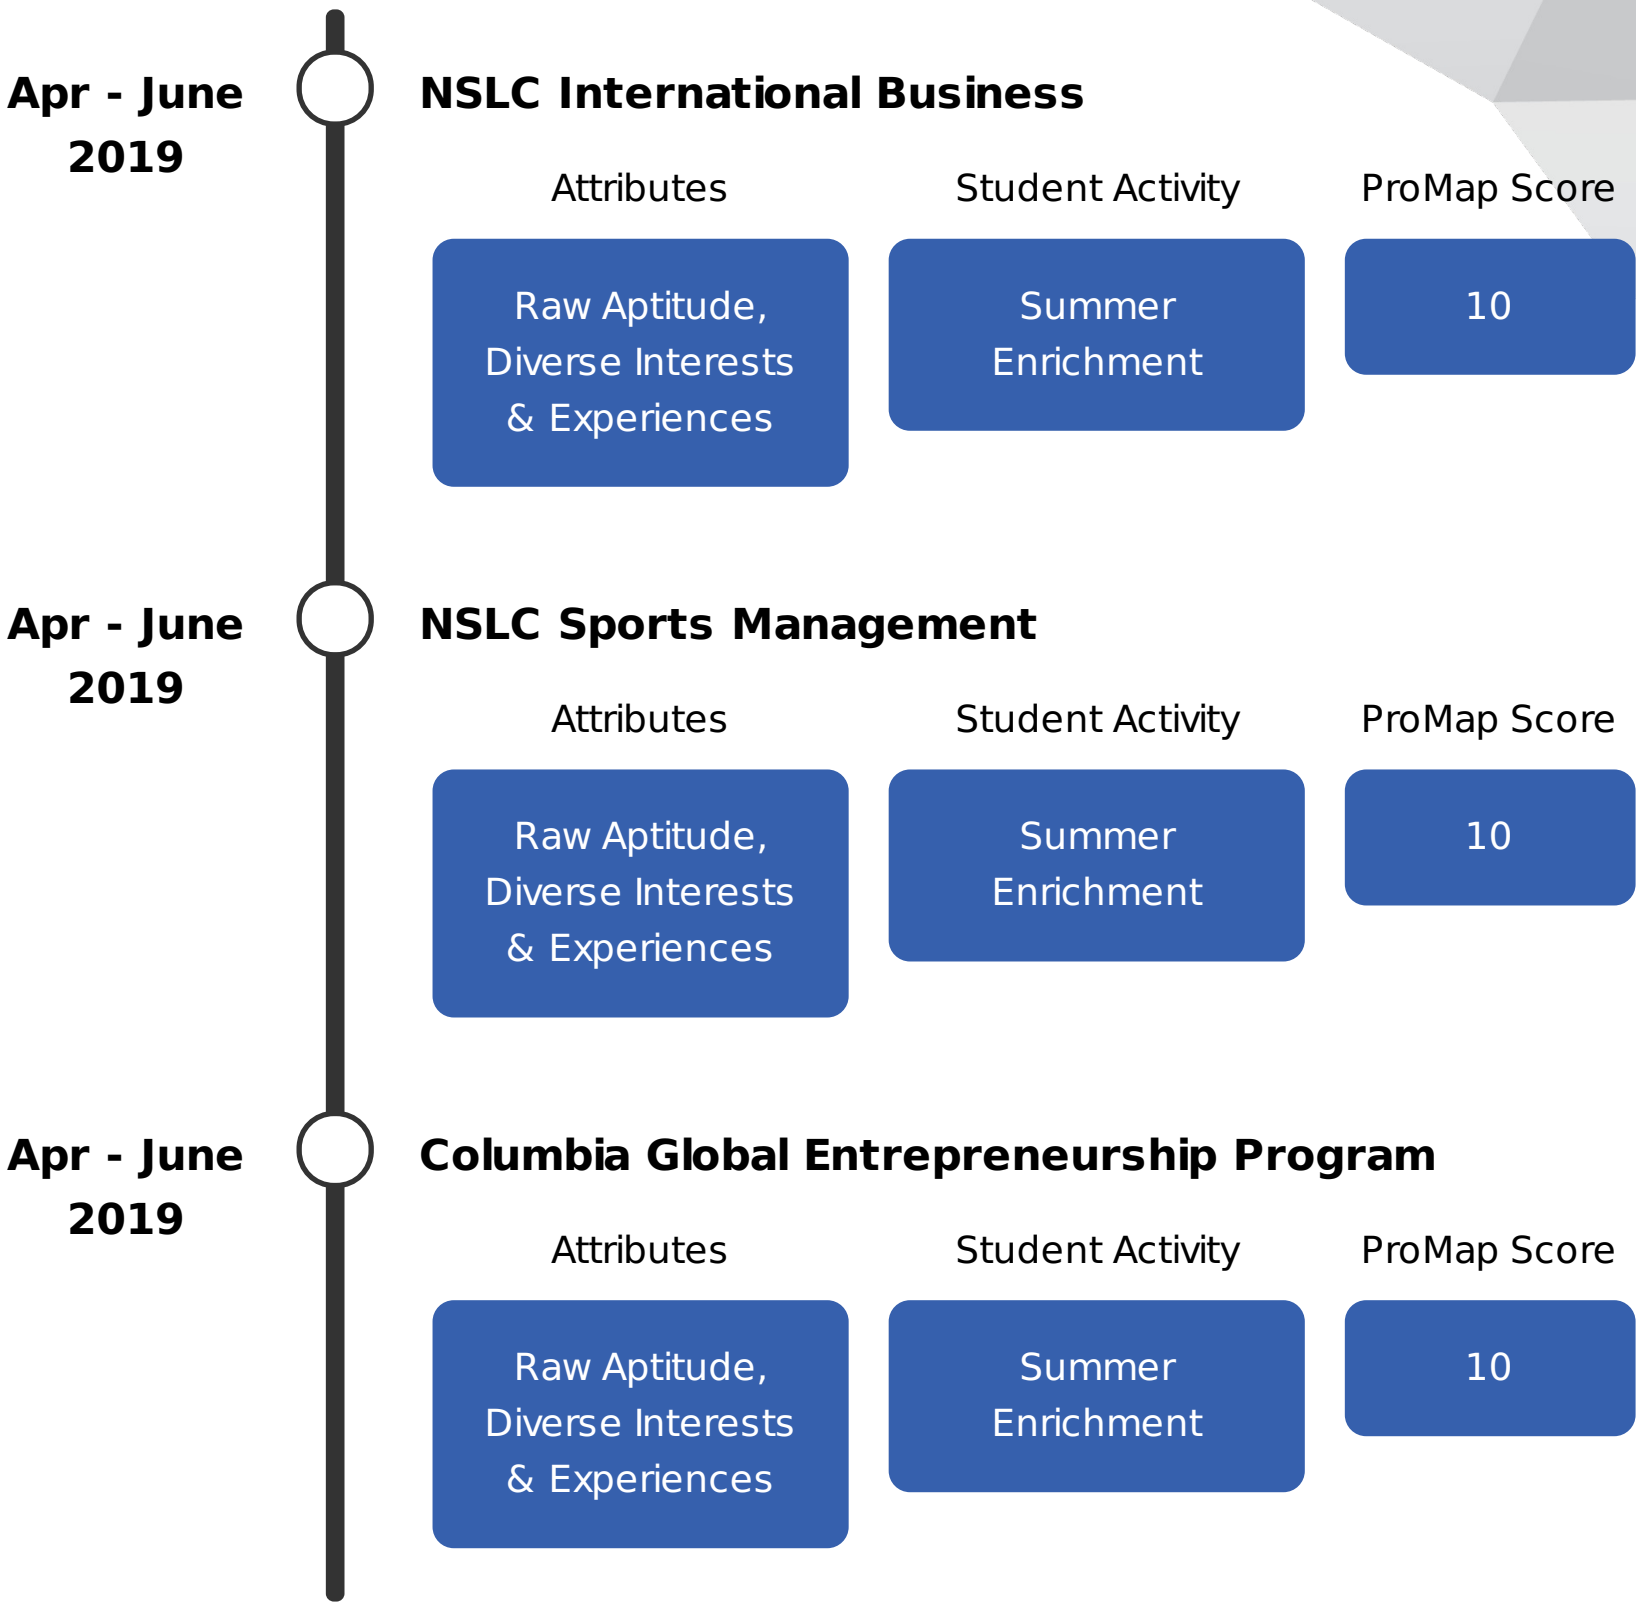 Apr - June
2019
NSLC International Business
Attributes
Student Activity
ProMap Score
Raw Aptitude,
Diverse Interests
& Experiences
Summer
Enrichment
10
Apr - June
2019
NSLC Sports Management
Attributes
Student Activity
ProMap Score
Raw Aptitude,
Diverse Interests
& Experiences
Summer
Enrichment
10
Apr - June
2019
Columbia Global Entrepreneurship Program
Attributes
Student Activity
ProMap Score
Raw Aptitude,
Diverse Interests
& Experiences
Summer
Enrichment
10